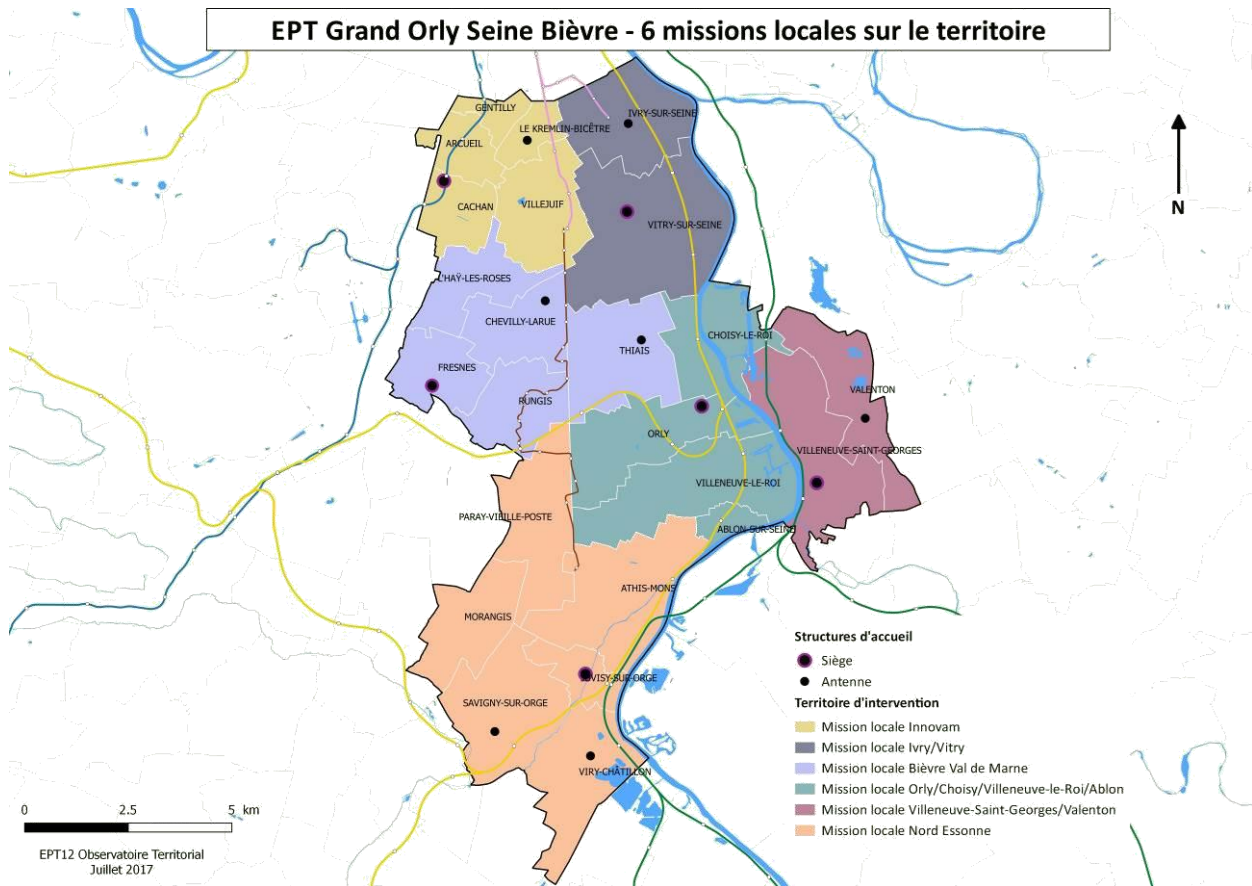 EPT Grand Orly Seine Bièvre - 6 missions locales sur le territoire
GENTILLY
IVRY-SUR-SEINE
LE KREMLIN-BICÊTRE
ARCUEIL
CACHAN
VILLEJUIF
VITRY-SUR-SEINE
N
L'HAŸ-LES-ROSES
CHEVILLY-LARUE
CHOISY-LE-ROI
THIAIS
FRESNES
VALENTON
RUNGIS
ORLY
VILLENEUVE-SAINT-GEORGES
VILLENEUVE-LE-ROI
PARAY-VIEILLE-POSTE
ABLON-SUR-SEINE
ATHIS-MONS
MORANGIS
JUVISY-SUR-ORGE
SAVIGNY-SUR-ORGE
VIRY-CHÂTILLON
Structures d'accueil
Siège
Antenne
Territoire d'intervention
Mission locale Innovam
Mission locale Ivry/Vitry
Mission locale Bièvre Val de Marne
Mission locale Orly/Choisy/Villeneuve-le-Roi/Ablon
Mission locale Villeneuve-Saint-Georges/Valenton
Mission locale Nord Essonne
0 2.5 5 km
EPT12 Observatoire Territorial
Juillet 2017